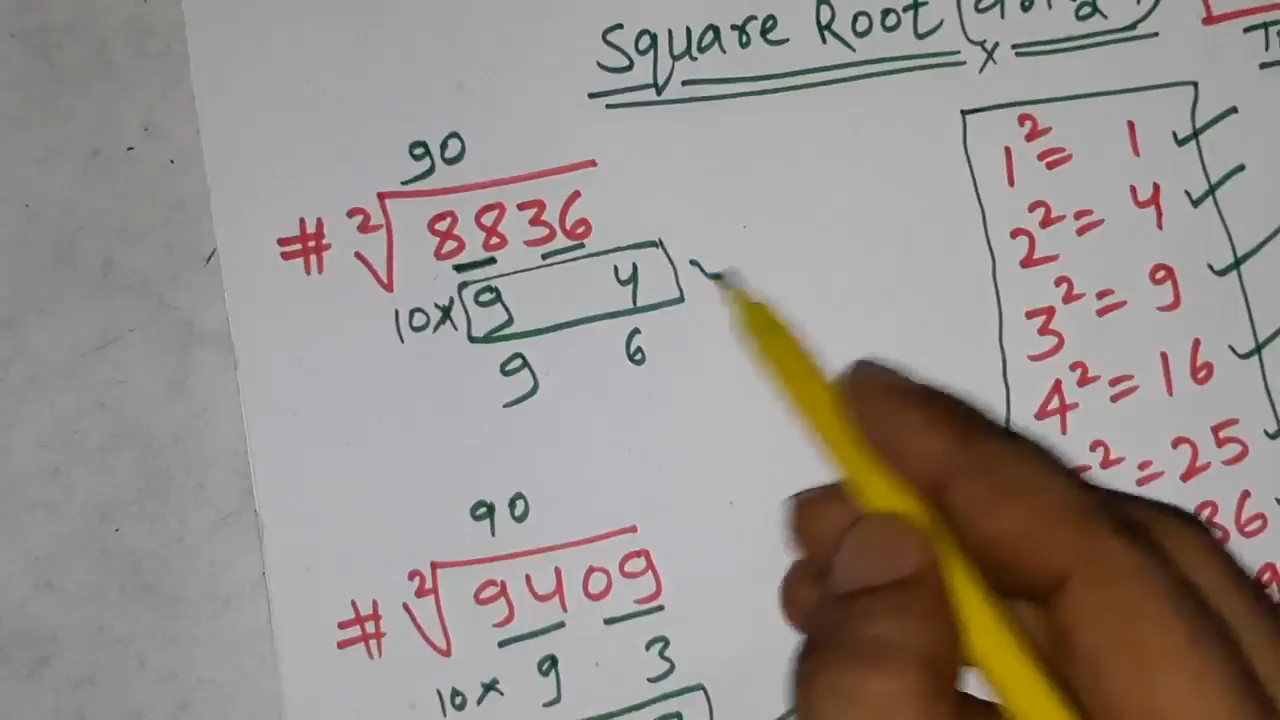 Square Root
90
# ²√8836
10× 9 4
9 6
90
# ²√9409
10× 9 3
1² = 1
2² = 4
3² = 9
4² = 16
² = 25
36